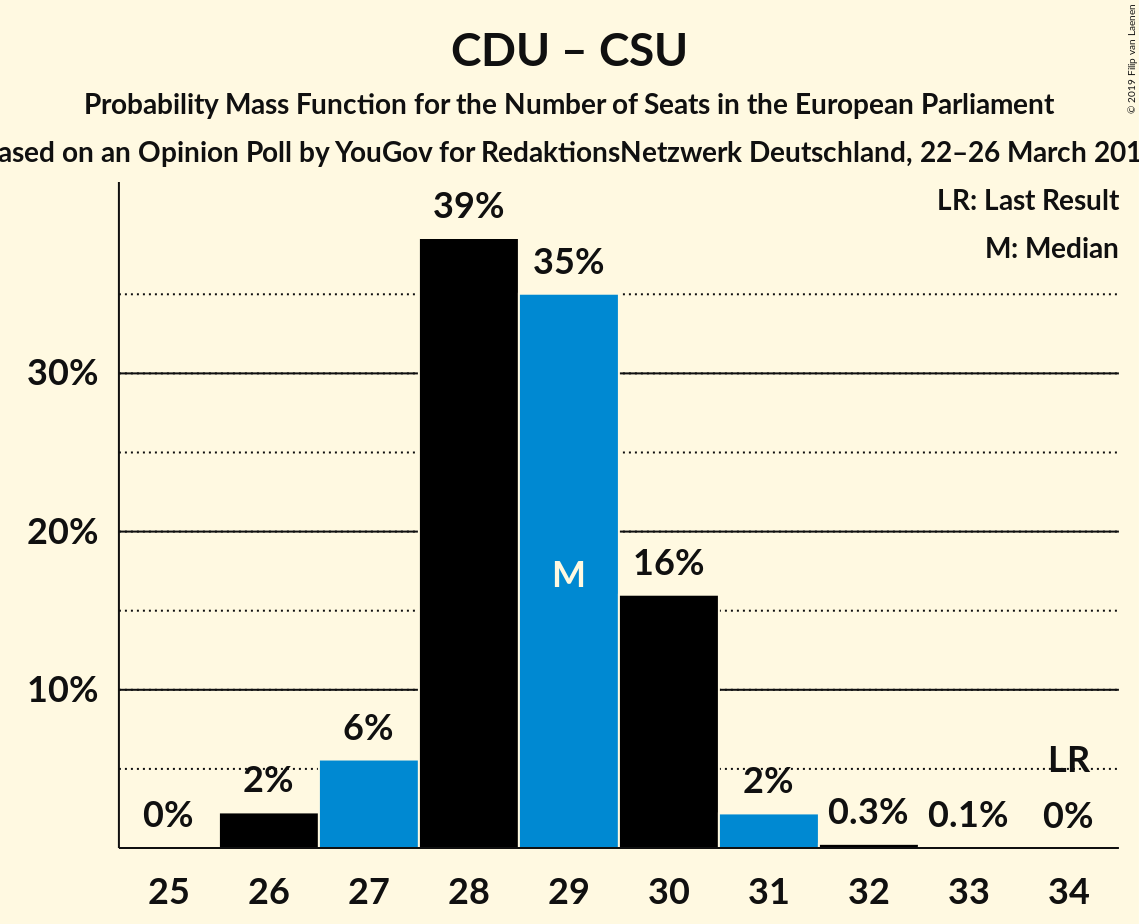 CDU – CSU
Probability Mass Function for the Number of Seats in the European Parliament
ased on an Opinion Poll by YouGov for RedaktionsNetzwerk Deutschland, 22–26 March 201
© 2019 Filip van Laenen
LR: Last Result
M: Median
39%
35%
30%
20%
M
16%
10%
6%
2%
2%
LR
0%
0.3%
0.1%
0%
25 26 27 28 29 30 31 32 33 34